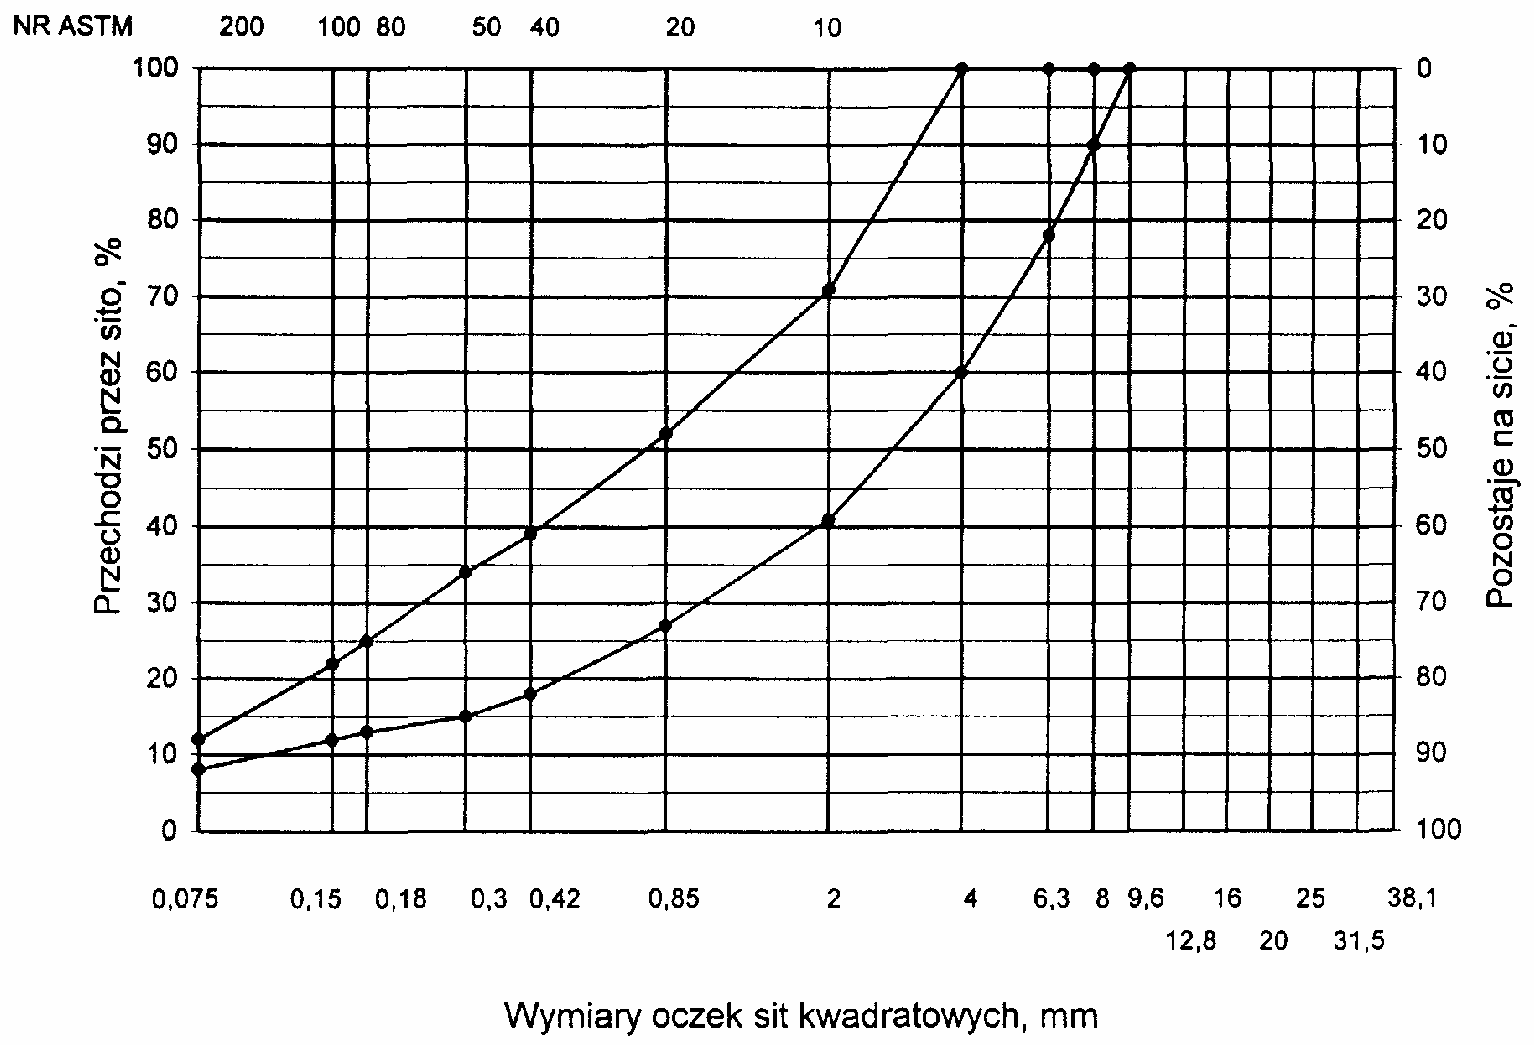 NR ASTM 200 100 80 50 40 20 10
100 0
90 10
80 20
70 30
60 40
50 50
40 60
30 70
20 80
10 90
0 100
Przechodzi przez sito, %
Pozostaje na sicie, %
0,075 0,15 0,18 0,3 0,42 0,85 2 4 6,3 8 9,6 16 25 38,1
12,8 20 31,5
Wymiary oczek sit kwadratowych, mm